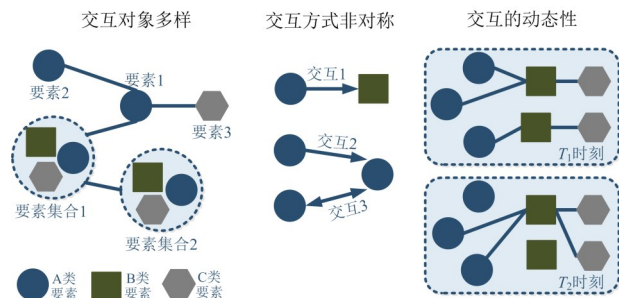 交互对象多样
交互方式非对称
交互的动态性
要素1
要素2
要素3
要素集合1
要素集合2
A类
要素
B类
要素
C类
要素
交互1
交互2
交互3
T₁时刻
T₂时刻